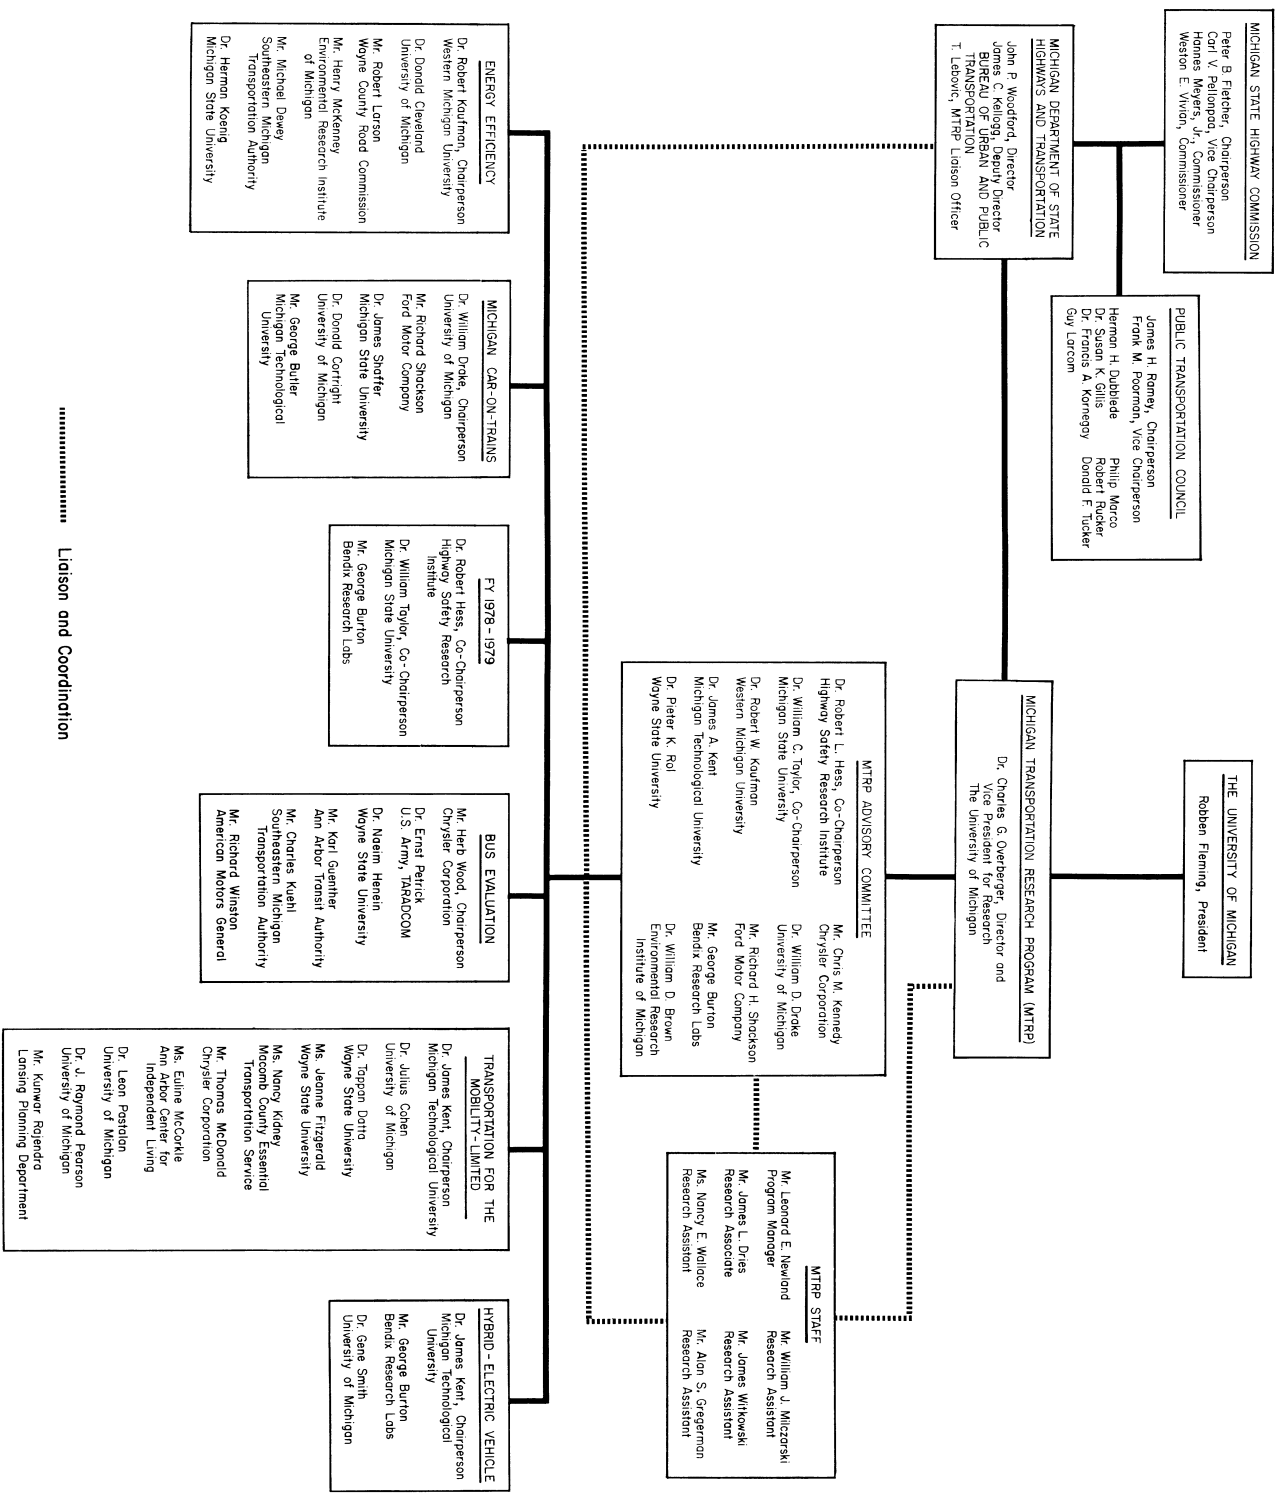 MICHIGAN STATE HIGHWAY COMMISSION
Peter B. Fletcher, Chairperson
Carl V. Pellonpaa, Vice Chairperson
Hannes Meyers, Jr., Commissioner
Weston E. Vivian, Commissioner
PUBLIC TRANSPORTATION COUNCIL
James H. Ramey, Chairperson
Frank M. Poorman, Vice Chairperson
Herman H. Dubblede Philip Marco
Dr. Susan K. Gillis Robert Rucker
Dr. Francis A. Kornegay Donald F. Tucker
Guy Larcom
THE UNIVERSITY OF MICHIGAN
Robben Fleming, President
MICHIGAN DEPARTMENT OF STATE
HIGHWAYS AND TRANSPORTATION
John P. Woodford, Director
James C. Kellogg, Deputy Director
BUREAU OF URBAN AND PUBLIC
TRANSPORTATION
T. Lebovic, MTRP Liaison Officer
MICHIGAN TRANSPORTATION RESEARCH PROGRAM (MTRP)
Dr. Charles G. Overberger, Director and
Vice President for Research
The University of Michigan
MTRP ADVISORY COMMITTEE
Dr. Robert L. Hess, Co-Chairperson
Highway Safety Research Institute
Dr. William C. Taylor, Co-Chairperson
Michigan State University
Dr. Robert W. Kaufman
Western Michigan University
Dr. James A. Kent
Michigan Technological University
Dr. Pieter K. Rol
Wayne State University
Mr. Chris M. Kennedy
Chrysler Corporation
Dr. William D. Drake
University of Michigan
Mr. Richard H. Shackson
Ford Motor Company
Mr. George Burton
Bendix Research Labs
Dr. William D. Brown
Environmental Research
Institute of Michigan
MTRP STAFF
Mr. Leonard E. Newland
Program Manager
Mr. James L. Dries
Research Associate
Ms. Nancy E. Wallace
Research Assistant
Mr. William J. Milczarski
Research Assistant
Mr. James Witkowski
Research Assistant
Mr. Alan S. Gregerman
Research Assistant
ENERGY EFFICIENCY
Dr. Robert Kaufman, Chairperson
Western Michigan University
Dr. Donald Cleveland
University of Michigan
Mr. Robert Larson
Wayne County Road Commission
Mr. Henry McKenney
Environmental Research Institute
of Michigan
Mr. Michael Dewey
Southeastern Michigan
Transportation Authority
Dr. Herman Koenig
Michigan State University
MICHIGAN CAR-ON-TRAINS
Dr. William Drake, Chairperson
University of Michigan
Mr. Richard Shackson
Ford Motor Company
Dr. James Shaffer
Michigan State University
Dr. Donald Cortright
University of Michigan
Mr. George Butler
Michigan Technological
University
FY 1978-1979
Dr. Robert Hess, Co-Chairperson
Highway Safety Research
Institute
Dr. William Taylor, Co-Chairperson
Michigan State University
Mr. George Burton
Bendix Research Labs
BUS EVALUATION
Mr. Herb Wood, Chairperson
Chrysler Corporation
Dr. Ernst Petrick
U.S. Army, TARADCOM
Dr. Naeim Henein
Wayne State University
Mr. Karl Guenther
Ann Arbor Transit Authority
Mr. Charles Kuehl
Southeastern Michigan
Transportation Authority
Mr. Richard Winston
American Motors General
TRANSPORTATION FOR THE
MOBILITY-LIMITED
Dr. James Kent, Chairperson
Michigan Technological University
Dr. Julius Cohen
University of Michigan
Dr. Tappan Datta
Wayne State University
Ms. Jeanne Fitzgerald
Wayne State University
Ms. Nancy Kidney
Macomb County Essential
Transportation Service
Mr. Thomas McDonald
Chrysler Corporation
Ms. Euline McCorkle
Ann Arbor Center for
Independent Living
Dr. Leon Pastalan
University of Michigan
Dr. J. Raymond Pearson
University of Michigan
Mr. Kunwar Rajendra
Lansing Planning Department
HYBRID-ELECTRIC VEHICLE
Dr. James Kent, Chairperson
Michigan Technological
University
Mr. George Burton
Bendix Research Labs
Dr. Gene Smith
University of Michigan
Liaison and Coordination